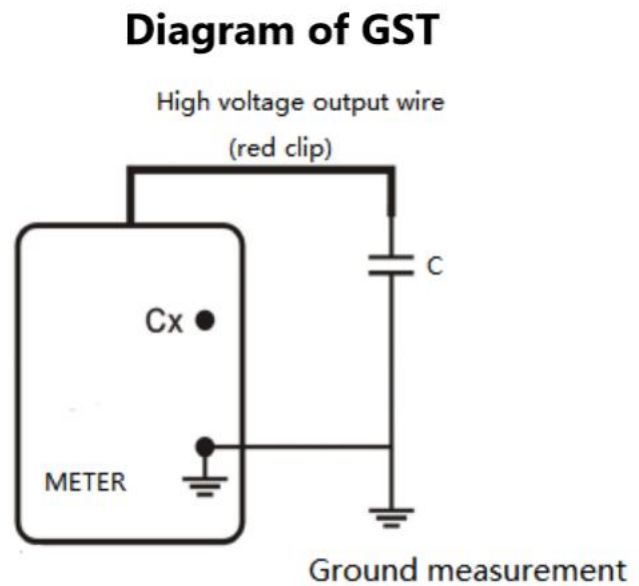 Diagram of GST
High voltage output wire
(red clip)
C
Cx
METER
Ground measurement